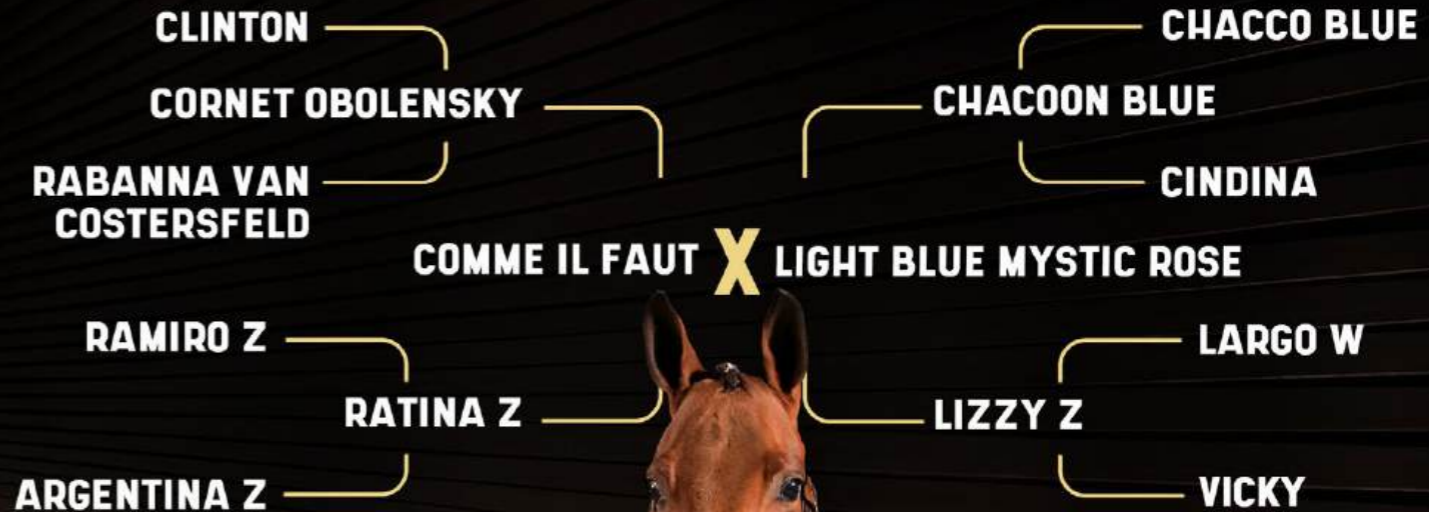 CLINTON
CORNET OBOLENSKY
RABANNA VAN
COSTERSFELD
COMME IL FAUT X LIGHT BLUE MYSTIC ROSE
RAMIRO Z
RATINA Z
ARGENTINA Z
CHACCO BLUE
CHACOON BLUE
CINDINA
LARGO W
LIZZY Z
VICKY